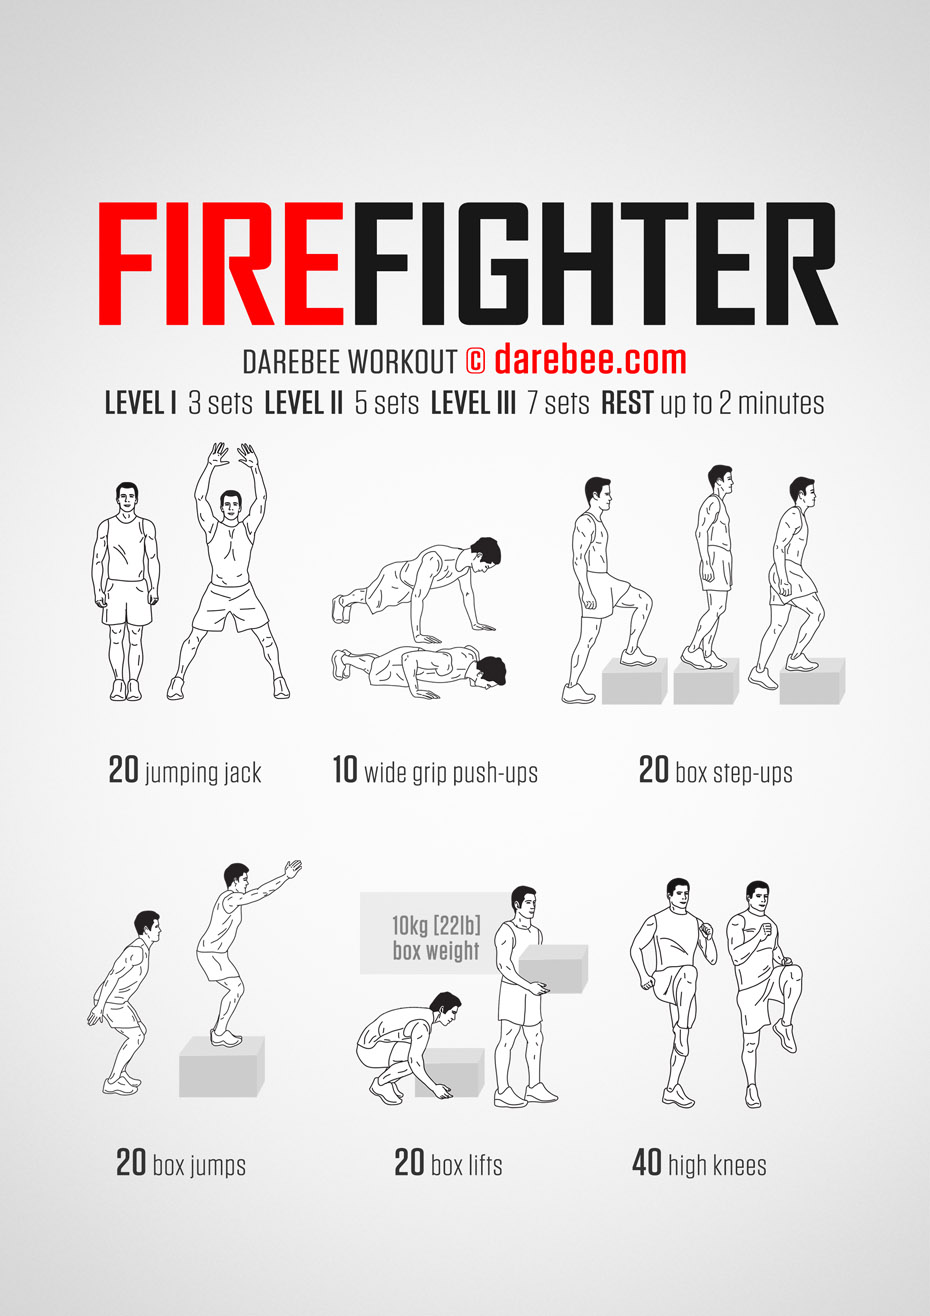 FIREFIGHTER
DAREBEE WORKOUT © darebee.com
LEVEL I 3 sets LEVEL II 5 sets LEVEL III 7 sets REST up to 2 minutes
20 jumping jack
10 wide grip push-ups
20 box step-ups
10kg [22lb]
box weight
20 box jumps
20 box lifts
40 high knees